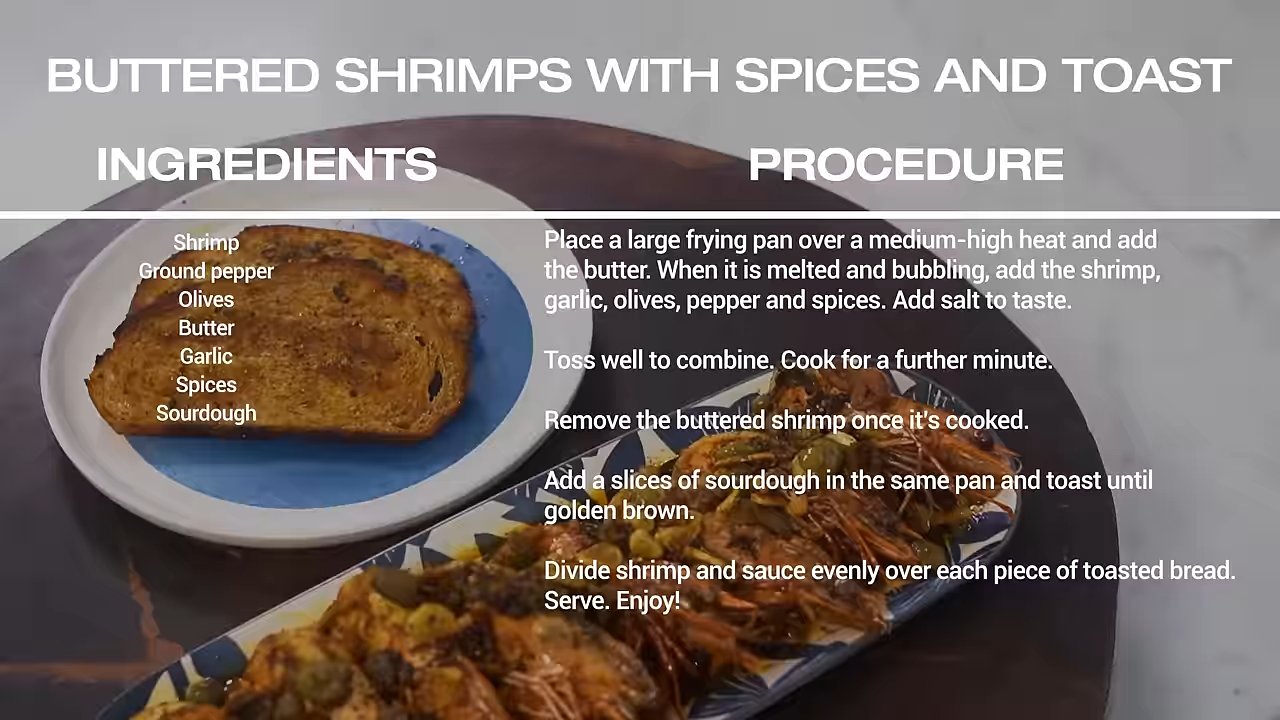 BUTTERED SHRIMPS WITH SPICES AND TOAST
INGREDIENTS
Shrimp
Ground pepper
Olives
Butter
Garlic
Spices
Sourdough
PROCEDURE
Place a large frying pan over a medium-high heat and add
the butter. When it is melted and bubbling, add the shrimp,
garlic, olives, pepper and spices. Add salt to taste.
Toss well to combine. Cook for a further minute.
Remove the buttered shrimp once it's cooked.
Add a slices of sourdough in the same pan and toast until
golden brown.
Divide shrimp and sauce evenly over each piece of toasted bread.
Serve. Enjoy!